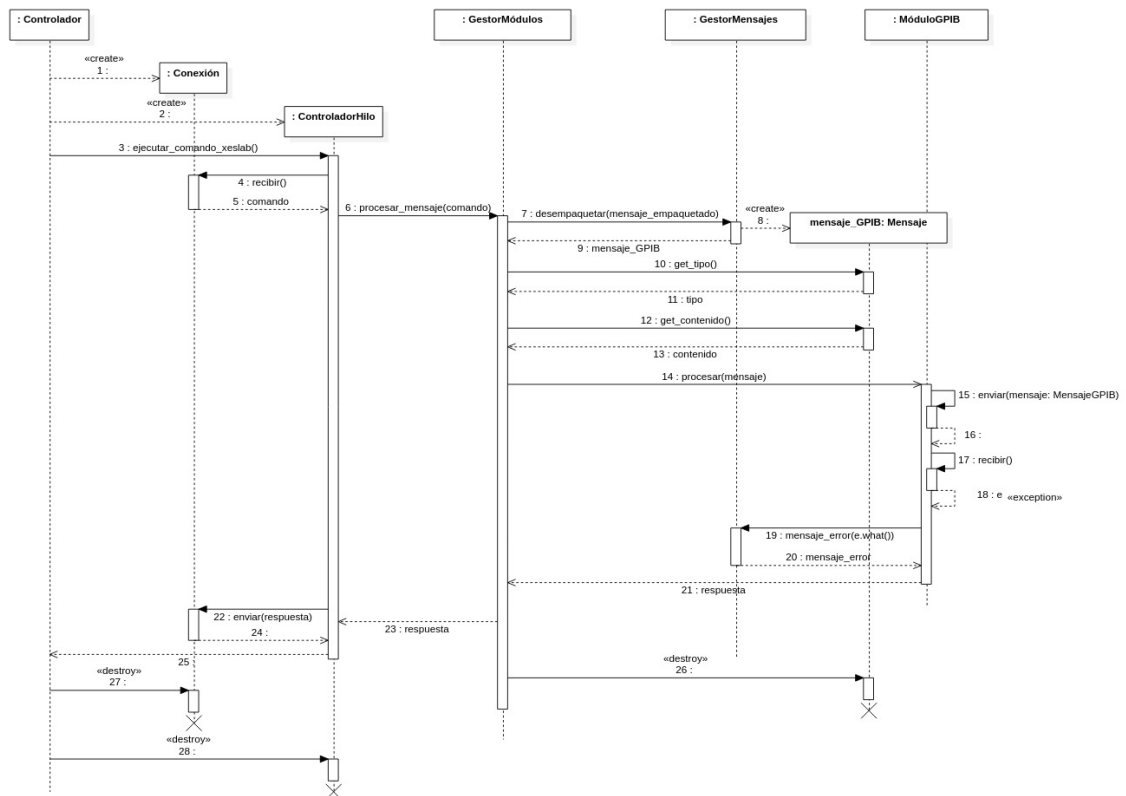 : Controlador
: GestorMódulos
: GestorMensajes
: MóduloGPIB
«create»
1 :
: Conexión
«create»
2 :
: ControladorHilo
3 : ejecutar_comando_xeslab()
4 : recibir()
5 : comando
6 : procesar_mensaje(comando)
7 : desempaquetar(mensaje_empaquetado)
«create»
8 :
mensaje_GPIB: Mensaje
9 : mensaje_GPIB
10 : get_tipo()
11 : tipo
12 : get_contenido()
13 : contenido
14 : procesar(mensaje)
15 : enviar(mensaje: MensajeGPIB)
16 :
17 : recibir()
18 : e «exception»
19 : mensaje_error(e.what())
20 : mensaje_error
21 : respuesta
22 : enviar(respuesta)
23 : respuesta
24 :
25
«destroy»
26 :
«destroy»
27 :
«destroy»
28 :